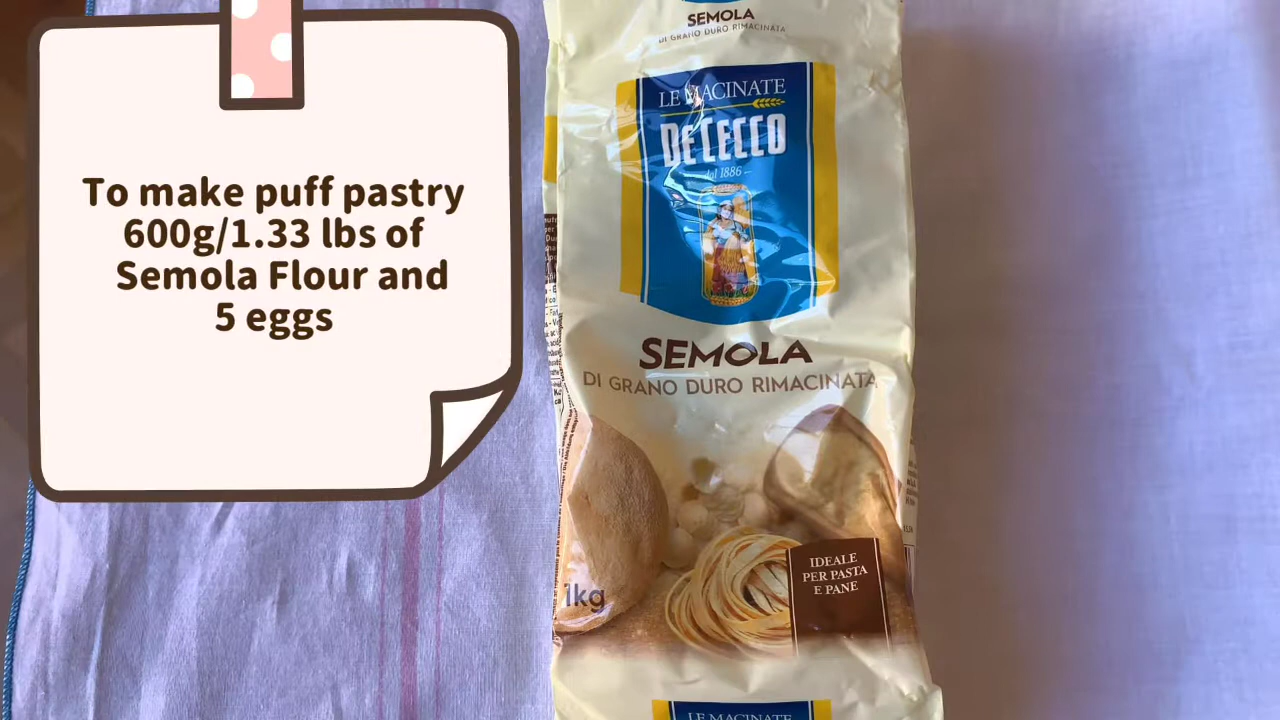 To make puff pastry
600g/1.33 lbs of
Semola Flour and
5 eggs
SEMOLA
DI GRANO DURO RIMACINATA
LE MACINATE
DE CECCO
dal 1886
SEMOLA
DI GRANO DURO RIMACINATA
1kg
IDEALE
PER PASTA
E PANE
LE MACINATE